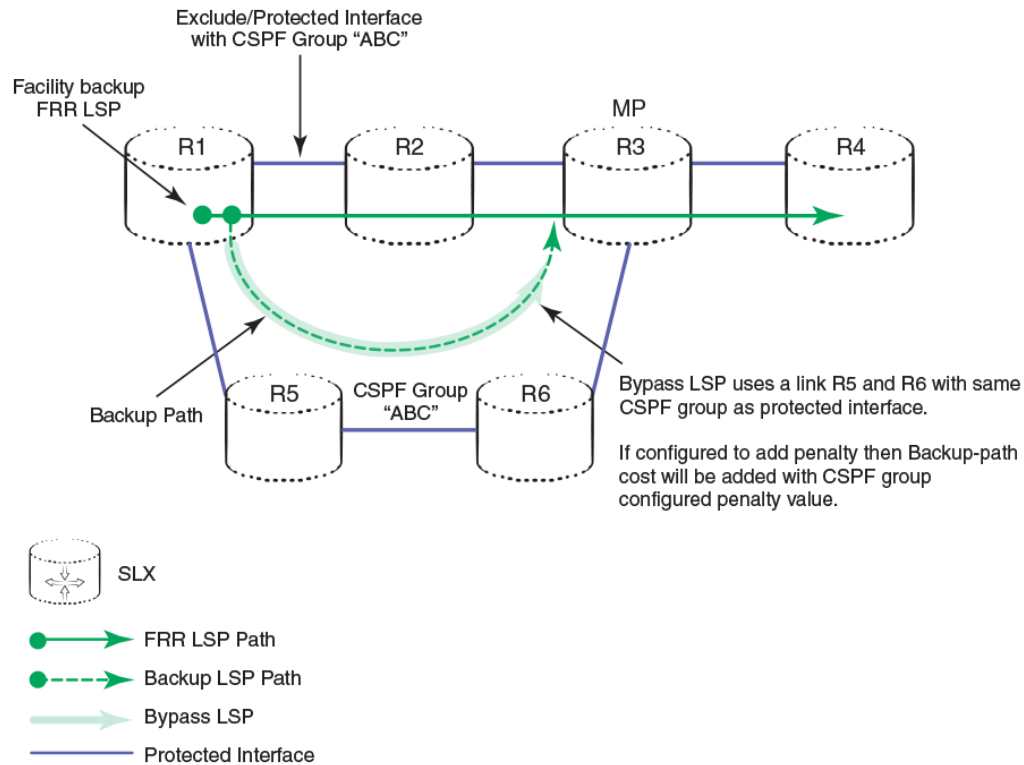 Exclude/Protected Interface
with CSPF Group “ABC”
Facility backup
FRR LSP
MP
R1
R2
R3
R4
Backup Path
R5
CSPF Group
“ABC”
R6
Bypass LSP uses a link R5 and R6 with same
CSPF group as protected interface.
If configured to add penalty then Backup-path
cost will be added with CSPF group
configured penalty value.
SLX
FRR LSP Path
Backup LSP Path
Bypass LSP
Protected Interface